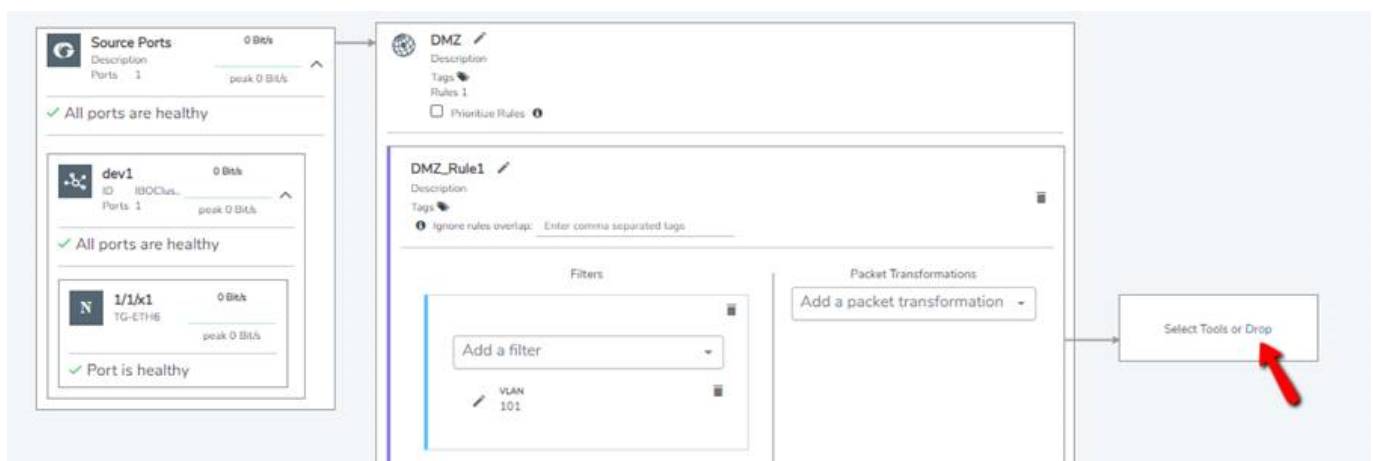 Source Ports 0 Bit/s
Description
Ports 1 peak 0 Bit/s
All ports are healthy
dev1 0 Bit/s
ID IBOClus..
Ports 1 peak 0 Bit/s
All ports are healthy
N 1/1/x1 0 Bit/s
TG-ETH6
peak 0 Bit/s
Port is healthy
DMZ
Description
Tags
Rules 1
Prioritize Rules
DMZ_Rule1
Description
Tags
Ignore rules overlap: Enter comma separated tags
Filters
Add a filter
VLAN
101
Packet Transformations
Add a packet transformation
Select Tools or Drop